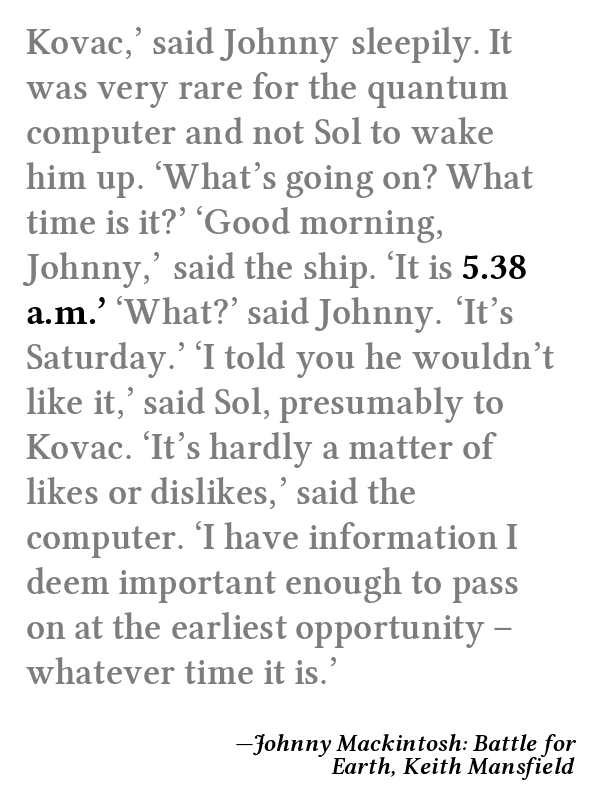 Kovac,’ said Johnny sleepily. It
was very rare for the quantum
computer and not Sol to wake
him up. ‘What’s going on? What
time is it?’ ‘Good morning,
Johnny,’ said the ship. ‘It is 5.38
a.m.’ ‘What?’ said Johnny. ‘It’s
Saturday.’ ‘I told you he wouldn’t
like it,’ said Sol, presumably to
Kovac. ‘It’s hardly a matter of
likes or dislikes,’ said the
computer. ‘I have information I
deem important enough to pass
on at the earliest opportunity –
whatever time it is.’
—Johnny Mackintosh: Battle for
Earth, Keith Mansfield